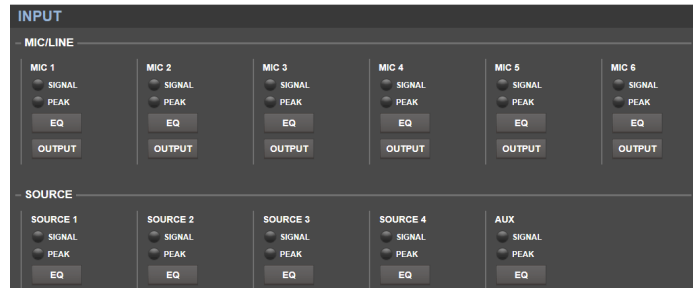 INPUT
MIC/LINE
MIC 1 MIC 2 MIC 3 MIC 4 MIC 5 MIC 6
SIGNAL SIGNAL SIGNAL SIGNAL SIGNAL SIGNAL
PEAK PEAK PEAK PEAK PEAK PEAK
EQ EQ EQ EQ EQ EQ
OUTPUT OUTPUT OUTPUT OUTPUT OUTPUT OUTPUT
SOURCE
SOURCE 1 SOURCE 2 SOURCE 3 SOURCE 4 AUX
SIGNAL SIGNAL SIGNAL SIGNAL SIGNAL
PEAK PEAK PEAK PEAK PEAK
EQ EQ EQ EQ EQ